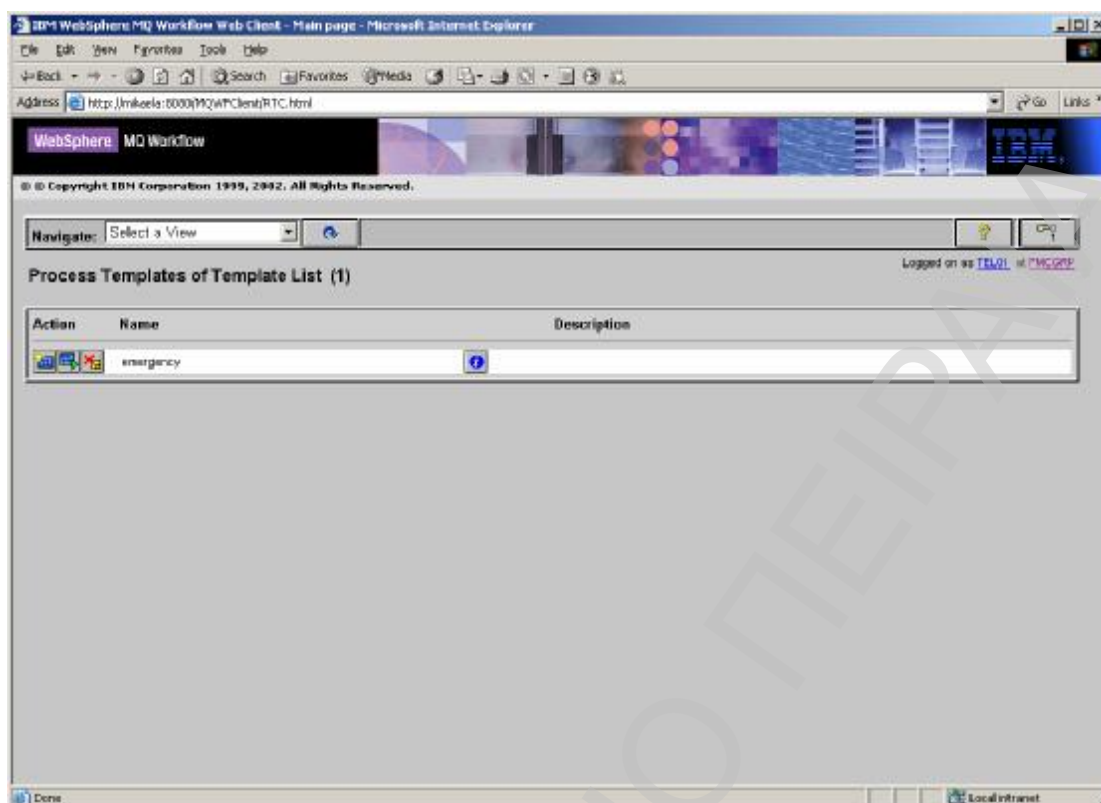 IBM WebSphere MQ Workflow Web Client - Main page - Microsoft Internet Explorer
File Edit View Favorites Tools Help
Back Search Favorites Media
Address http://mikaela:8080/MQWFClient/RTC.html Go Links
WebSphere MQ Workflow IBM
© © Copyright IBM Corporation 1999, 2002. All Rights Reserved.
Navigate: Select a View
Logged on as TEL01 at FMCGRP
Process Templates of Template List (1)
Action Name Description
emergency
Done Local intranet
Ο ΠΕΙΡΑ